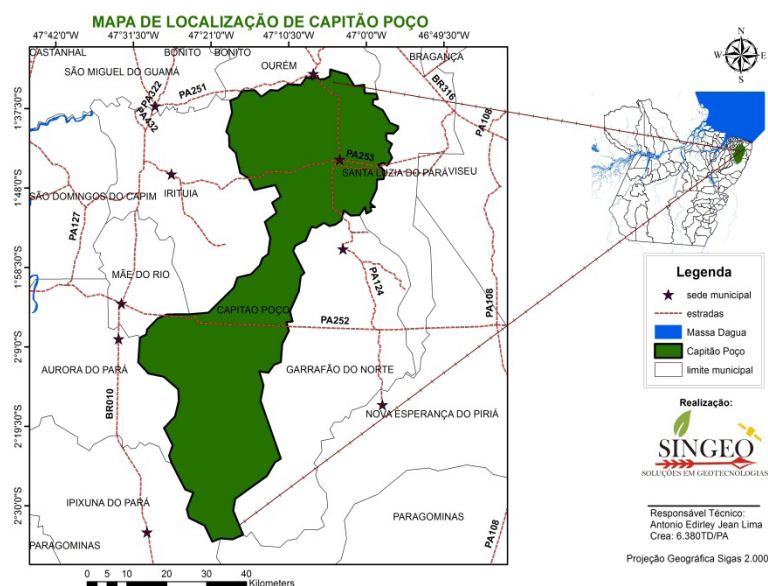 MAPA DE LOCALIZAÇÃO DE CAPITÃO POÇO
47°42'0"W 47°31'30"W 47°21'0"W 47°10'30"W 47°0'0"W 46°49'30"W
CASTANHAL
BONITO
BONITO
BRAGANÇA
SÃO MIGUEL DO GUAMÁ
OURÉM
BR316
PA322
PA251
PA432
PA108
1°37'30"S
PA253
SANTA LUZIA DO PARÁ
VISEU
1°48'0"S
IRITUIA
SÃO DOMINGOS DO CAPIM
PA127
MÃE DO RIO
PA124
1°58'30"S
CAPITAO POÇO
PA252
PA108
2°9'0"S
AURORA DO PARÁ
GARRAFÃO DO NORTE
BR010
NOVA ESPERANÇA DO PIRIÁ
2°19'30"S
IPIXUNA DO PARÁ
2°30'0"S
PARAGOMINAS
PARAGOMINAS
PA108
0 5 10 20 30 40
Kilometers
N
W E
S
Legenda
sede municipal
estradas
Massa Dagua
Capitão Poço
limite municipal
Realização:
SINGEO
SOLUÇÕES EM GEOTECNOLOGIAS
Responsável Técnico:
Antonio Edirley Jean Lima
Crea: 6.380TD/PA
Projeção Geográfica Sigas 2.000